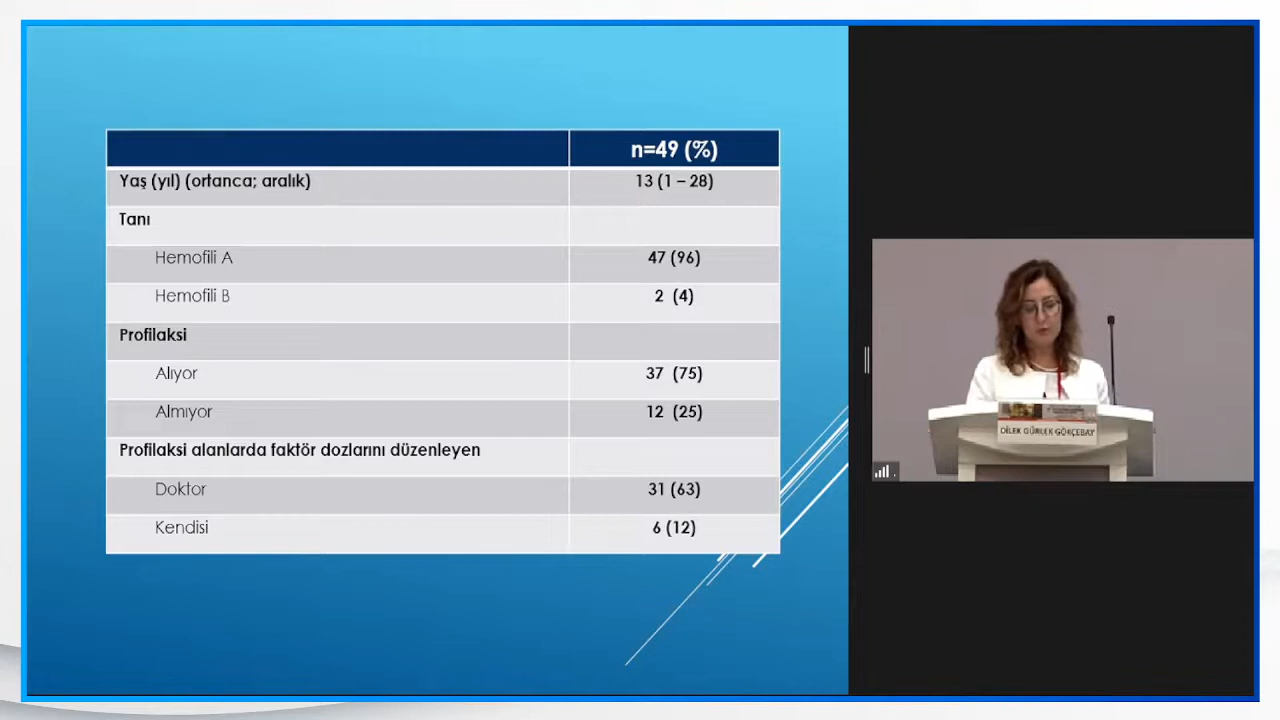 n=49 (%)
Yaş (yıl) (ortanca; aralık) 13 (1 – 28)
Tanı
Hemofili A 47 (96)
Hemofili B 2 (4)
Profilaksi
Alıyor 37 (75)
Almıyor 12 (25)
Profilaksi alanlarda faktör dozlarını düzenleyen
Doktor 31 (63)
Kendisi 6 (12)
DİLEK GÜRLEK GÖKÇEBAY